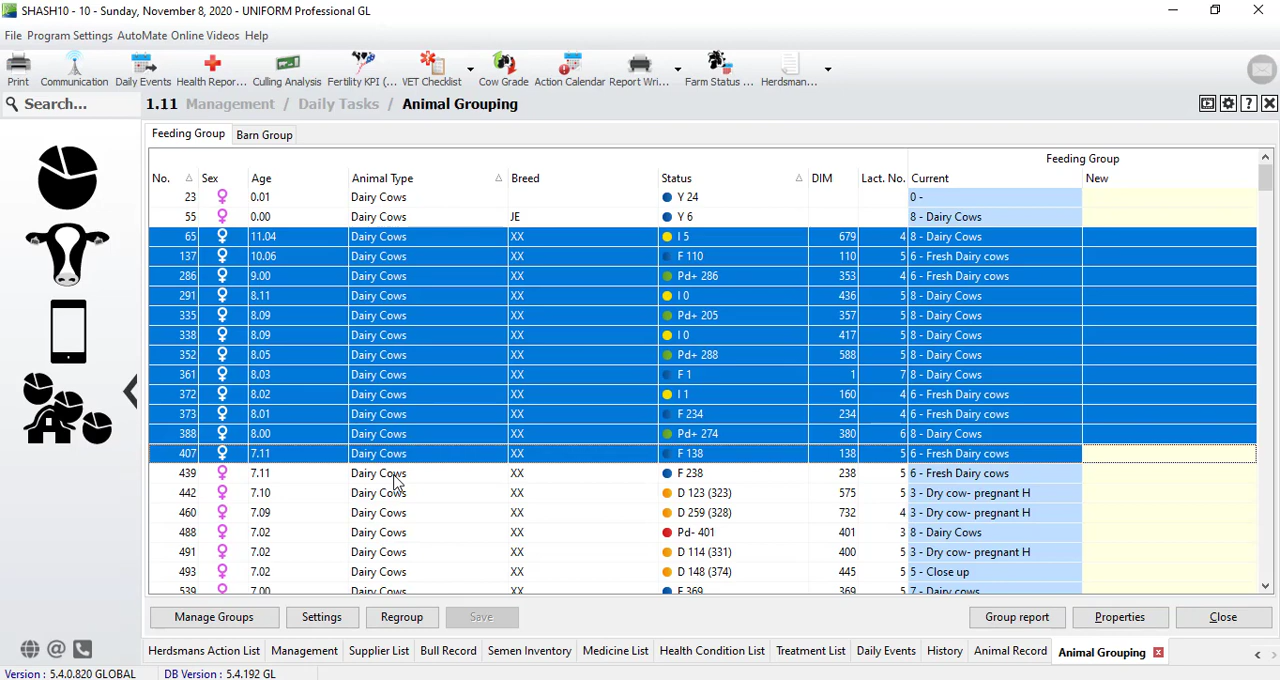 SHASH10 - 10 - Sunday, November 8, 2020 - UNIFORM Professional GL
File Program Settings AutoMate Online Videos Help
Print Communication Daily Events Health Repor... Culling Analysis Fertility KPI (... VET Checklist Cow Grade Action Calendar Report Wri... Farm Status ... Herdsman...
Search... 1.11 Management / Daily Tasks / Animal Grouping
Feeding Group Barn Group
Feeding Group
No. Sex Age Animal Type Breed Status DIM Lact. No. Current New
23 0.01 Dairy Cows Y 24 0 -
55 0.00 Dairy Cows JE Y 6 8 - Dairy Cows
65 11.04 Dairy Cows XX I 5 679 4 8 - Dairy Cows
137 10.06 Dairy Cows XX F 110 110 5 6 - Fresh Dairy cows
286 9.00 Dairy Cows XX Pd+ 286 353 4 6 - Fresh Dairy cows
291 8.11 Dairy Cows XX I 0 436 5 8 - Dairy Cows
335 8.09 Dairy Cows XX Pd+ 205 357 5 8 - Dairy Cows
338 8.09 Dairy Cows XX I 0 417 5 8 - Dairy Cows
352 8.05 Dairy Cows XX Pd+ 288 588 5 8 - Dairy Cows
361 8.03 Dairy Cows XX F 1 1 7 8 - Dairy Cows
372 8.02 Dairy Cows XX I 1 160 4 6 - Fresh Dairy cows
373 8.01 Dairy Cows XX F 234 234 4 6 - Fresh Dairy cows
388 8.00 Dairy Cows XX Pd+ 274 380 6 8 - Dairy Cows
407 7.11 Dairy Cows XX F 138 138 5 6 - Fresh Dairy cows
439 7.11 Dairy Cows XX F 238 238 5 6 - Fresh Dairy cows
442 7.10 Dairy Cows XX D 123 (323) 575 5 3 - Dry cow- pregnant H
460 7.09 Dairy Cows XX D 259 (328) 732 4 3 - Dry cow- pregnant H
488 7.02 Dairy Cows XX Pd- 401 401 3 8 - Dairy Cows
491 7.02 Dairy Cows XX D 114 (331) 400 5 3 - Dry cow- pregnant H
493 7.02 Dairy Cows XX D 148 (374) 445 5 5 - Close up
539 7.00 Dairy Cows XX F 369 369 5 7 - Dairy cows
Manage Groups Settings Regroup Save Group report Properties Close
Herdsmans Action List Management Supplier List Bull Record Semen Inventory Medicine List Health Condition List Treatment List Daily Events History Animal Record Animal Grouping
Version : 5.4.0.820 GLOBAL DB Version : 5.4.192 GL